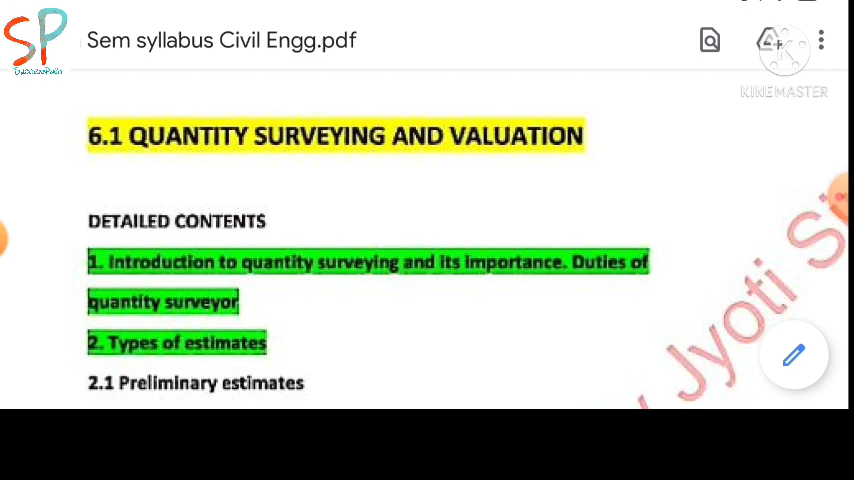 SP
SuccessPath
Sem syllabus Civil Engg.pdf
KINEMASTER
6.1 QUANTITY SURVEYING AND VALUATION
DETAILED CONTENTS
1. Introduction to quantity surveying and its importance. Duties of
quantity surveyor
2. Types of estimates
2.1 Preliminary estimates
Jyoti